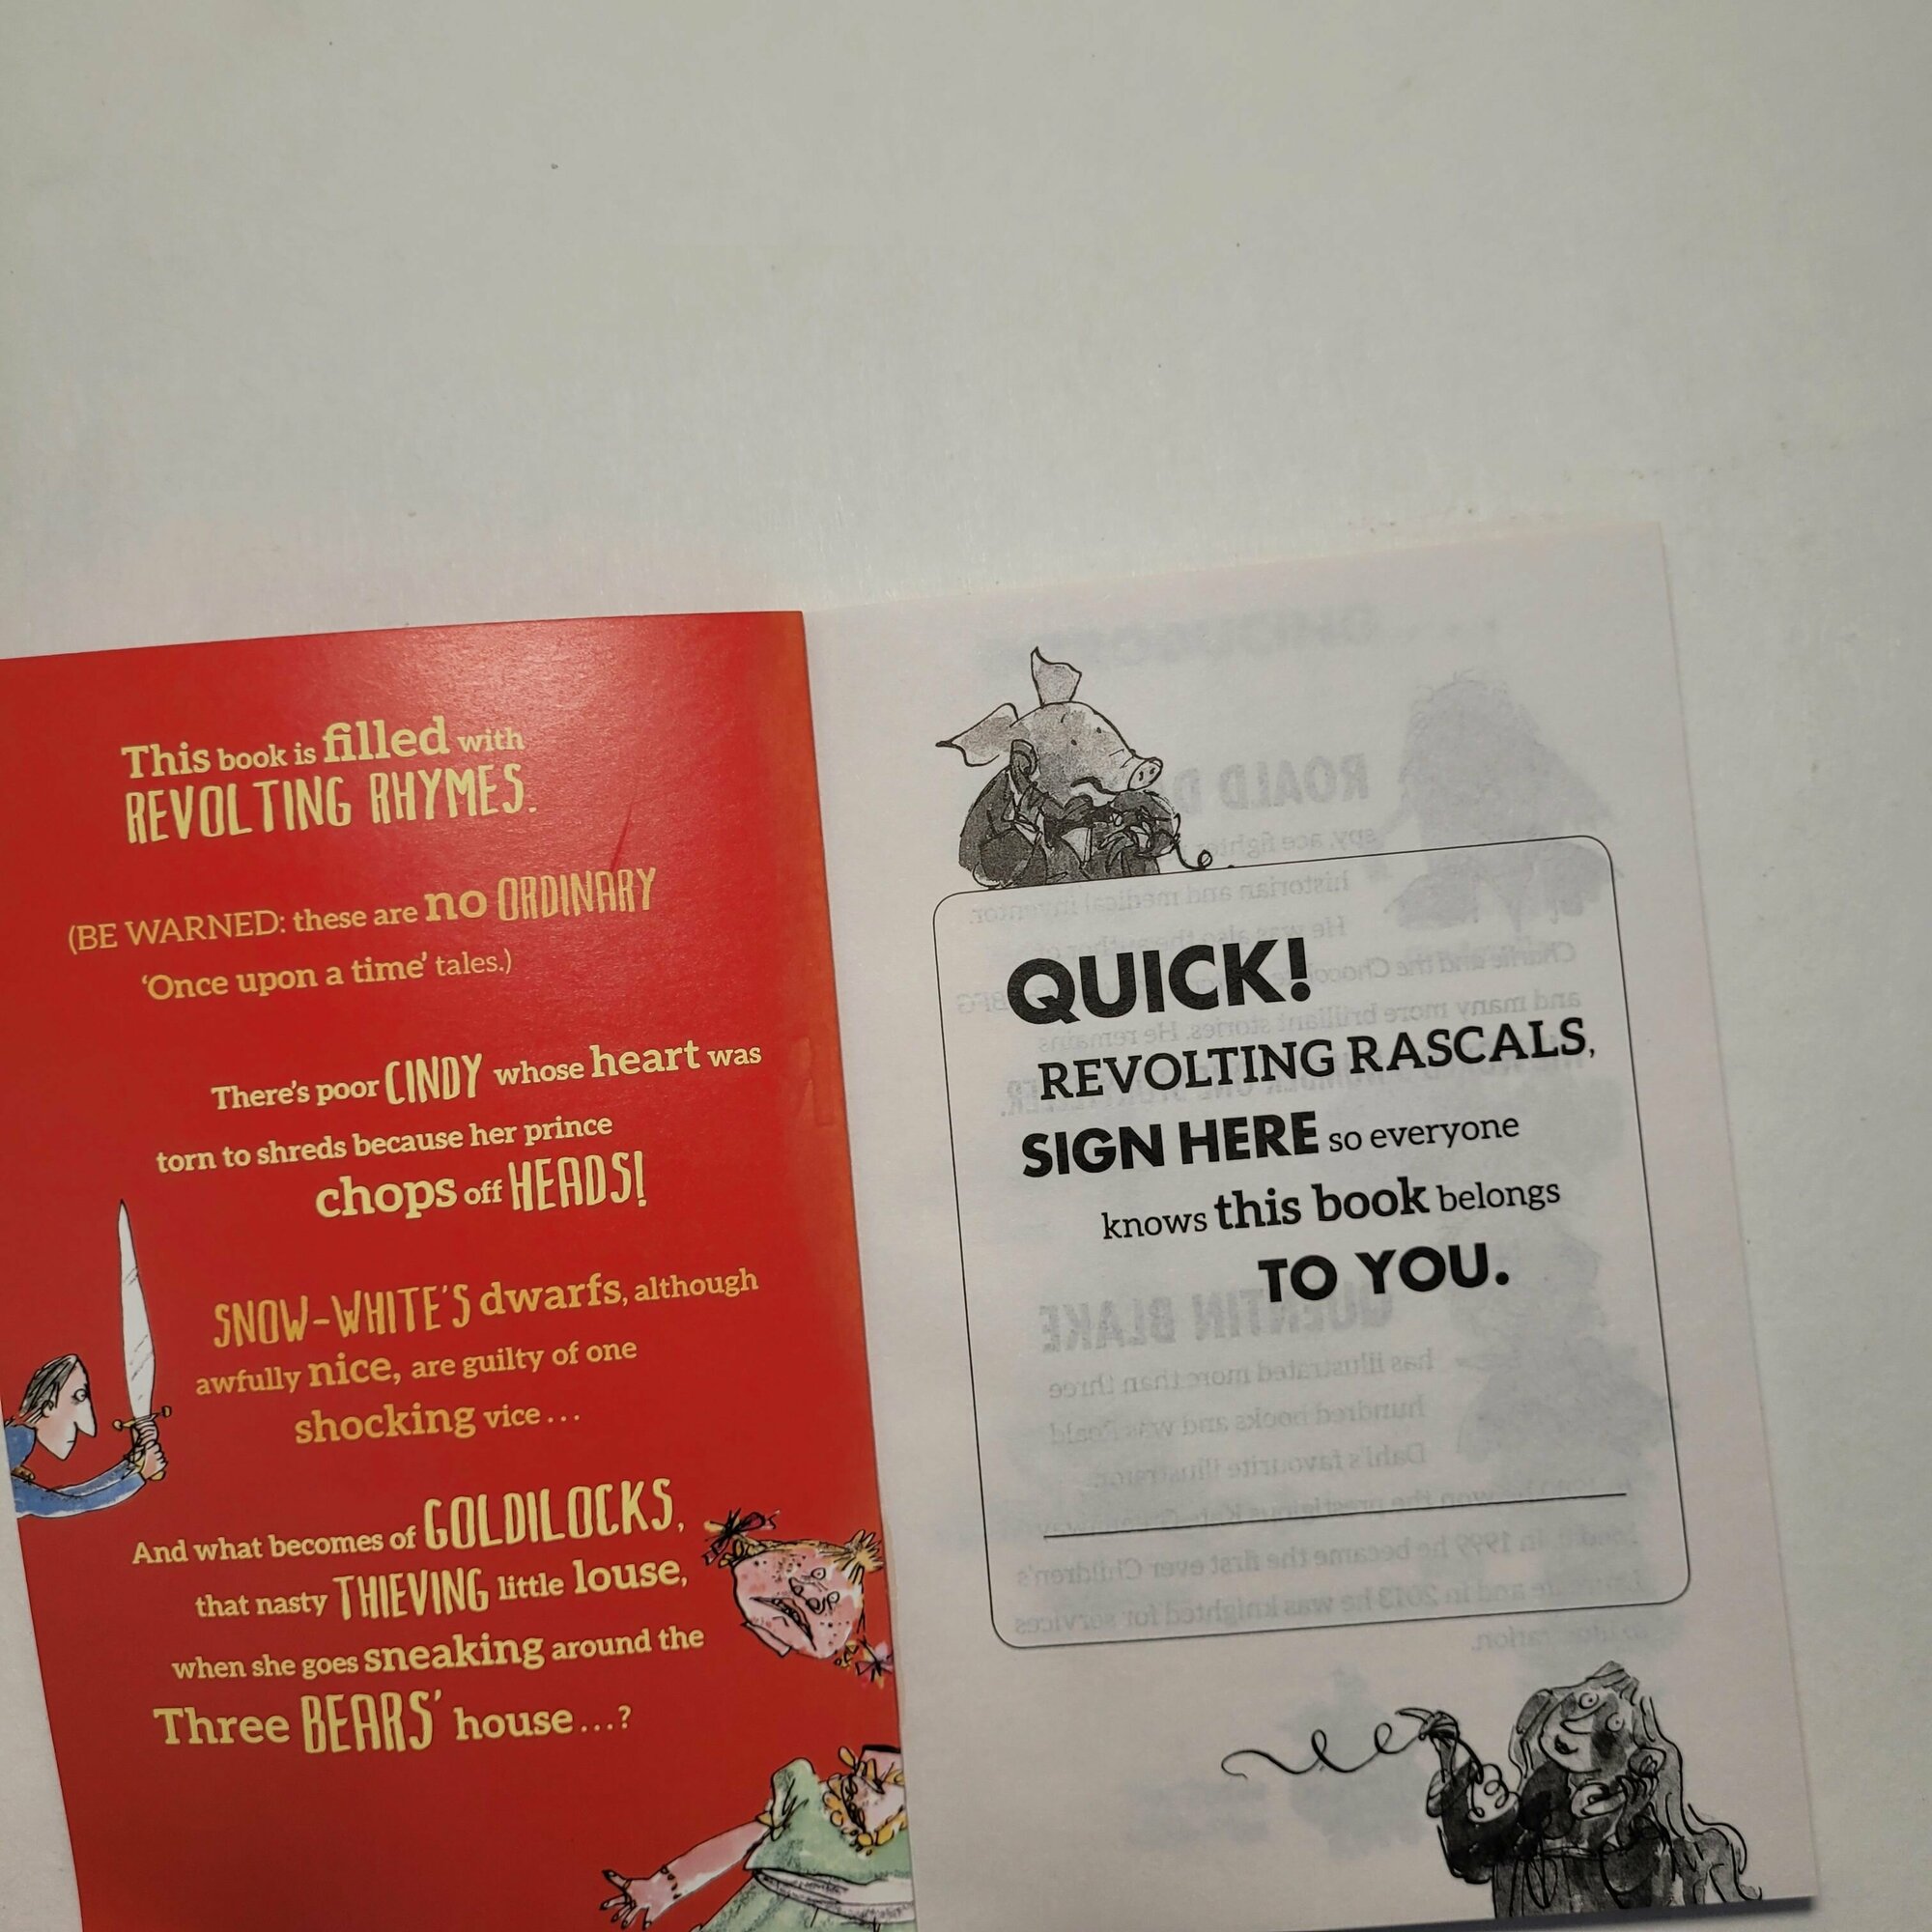 This book is filled with
REVOLTING RHYMES.
(BE WARNED: these are no ORDINARY
‘Once upon a time’ tales.)
There’s poor CINDY whose heart was
torn to shreds because her prince
chops off HEADS!
SNOW-WHITE’S dwarfs, although
awfully nice, are guilty of one
shocking vice...
And what becomes of GOLDILOCKS,
that nasty THIEVING little louse,
when she goes sneaking around the
Three BEARS’ house...?
QUICK!
REVOLTING RASCALS,
SIGN HERE so everyone
knows this book belongs
TO YOU.